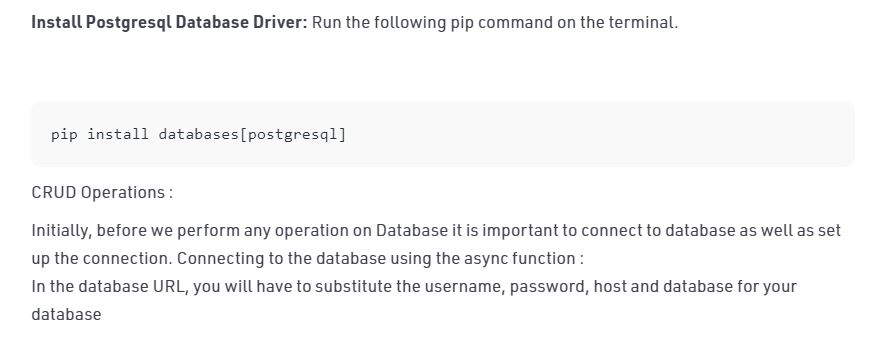 Install Postgresql Database Driver: Run the following pip command on the terminal.
pip install databases[postgresql]
CRUD Operations :
Initially, before we perform any operation on Database it is important to connect to database as well as set
up the connection. Connecting to the database using the async function :
In the database URL, you will have to substitute the username, password, host and database for your
database